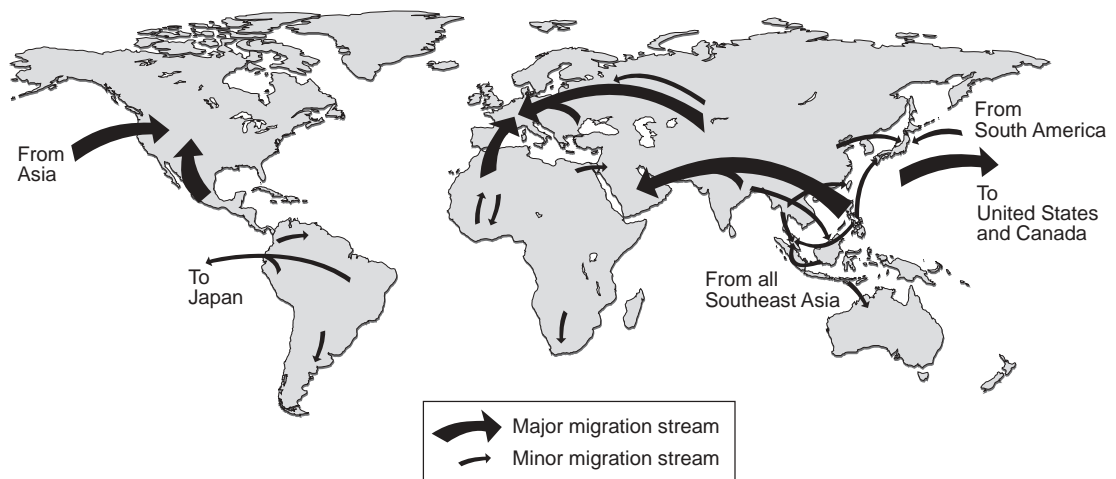 From
Asia
To
Japan
From all
Southeast Asia
From
South America
To
United States
and Canada
Major migration stream
Minor migration stream